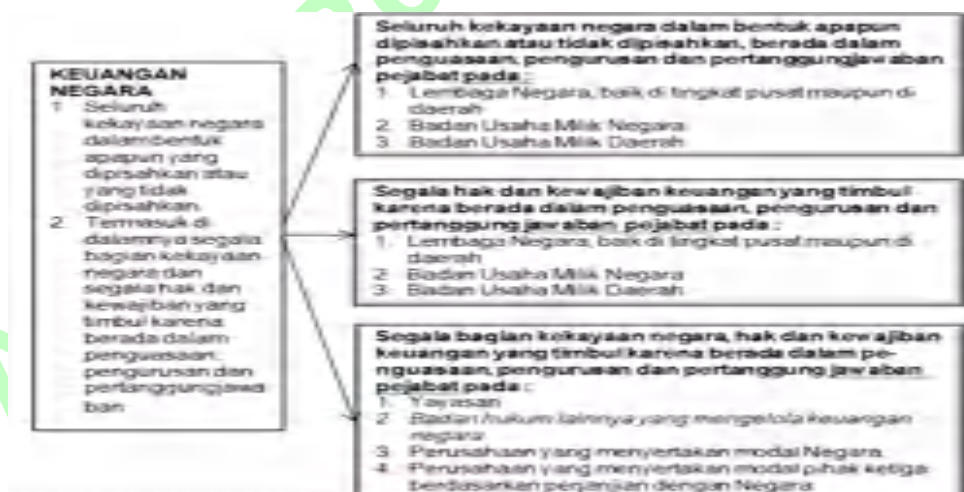 KEUANGAN
NEGARA
1. Seluruh
kekayaan negara
dalam bentuk
apapun yang
dipisahkan atau
yang tidak
dipisahkan
2. Termasuk di
dalamnya segala
bagian kekayaan
negara dan
segala hak dan
kewajiban yang
timbul karena
berada dalam
penguasaan,
pengurusan dan
pertanggungjawa
ban
Seluruh kekayaan negara dalam bentuk apapun
dipisahkan atau tidak dipisahkan, berada dalam
penguasaan, pengurusan dan pertanggungjawaban
pejabat pada :
1. Lembaga Negara, baik di tingkat pusat maupun di
daerah
2. Badan Usaha Milik Negara
3. Badan Usaha Milik Daerah
Segala hak dan kewajiban keuangan yang timbul
karena berada dalam penguasaan, pengurusan dan
pertanggung jawaban pejabat pada :
1. Lembaga Negara, baik di tingkat pusat maupun di
daerah
2. Badan Usaha Milik Negara
3. Badan Usaha Milik Daerah
Segala bagian kekayaan negara, hak dan kewajiban
keuangan yang timbul karena berada dalam pe-
nguasaan, pengurusan dan pertanggung jawaban
pejabat pada :
1. Yayasan
2. Badan hukum lainnya yang mengelola keuangan
negara
3. Perusahaan yang menyertakan modal Negara
4. Perusahaan yang menyertakan modal pihak ketiga
berdasarkan perjanjian dengan Negara